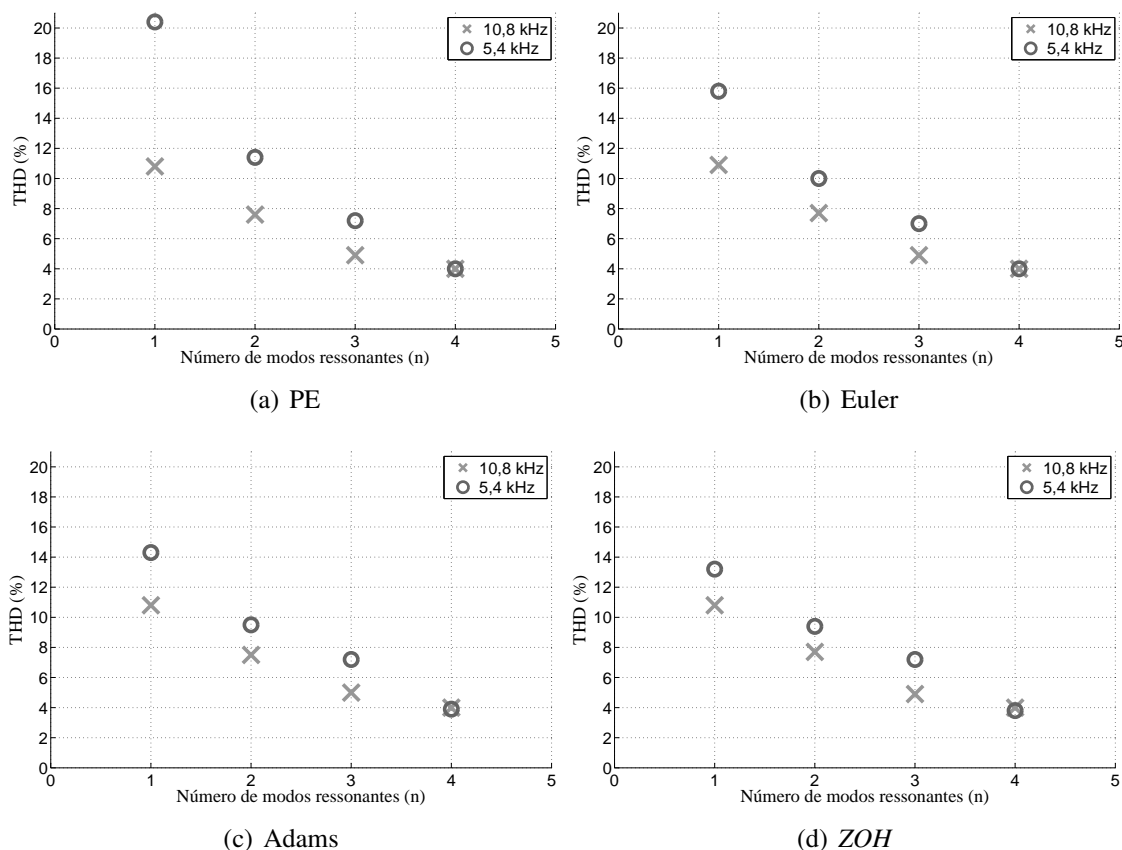 20
18
16
14
12
10
8
6
4
2
0
THD (%)
10,8 kHz
5,4 kHz
0 1 2 3 4 5
Número de modos ressonantes (n)
(a) PE
20
18
16
14
12
10
8
6
4
2
0
THD (%)
10,8 kHz
5,4 kHz
0 1 2 3 4 5
Número de modos ressonantes (n)
(b) Euler
20
18
16
14
12
10
8
6
4
2
0
THD (%)
10,8 kHz
5,4 kHz
0 1 2 3 4 5
Número de modos ressonantes (n)
(c) Adams
20
18
16
14
12
10
8
6
4
2
0
THD (%)
10,8 kHz
5,4 kHz
0 1 2 3 4 5
Número de modos ressonantes (n)
(d) ZOH